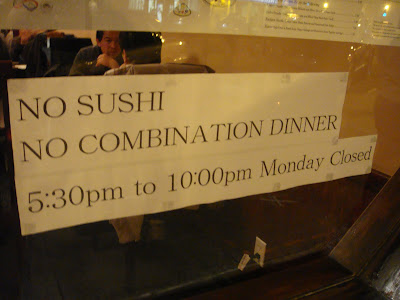 NO SUSHI
NO COMBINATION DINNER
5:30pm to 10:00pm Monday Closed